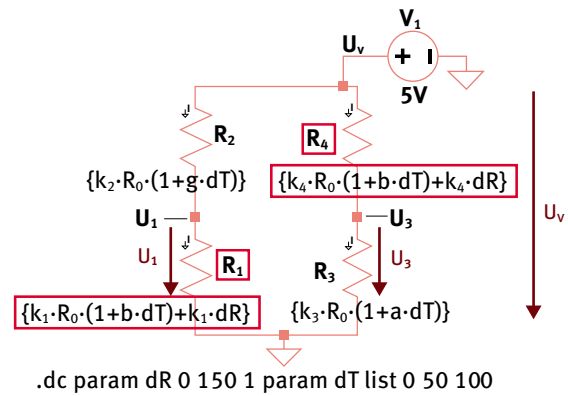 V₁
Uᵥ
+ −
5V
R₂
R₄
{k₂·R₀·(1+g·dT)}
{k₄·R₀·(1+b·dT)+k₄·dR}
U₁
U₃
Uᵥ
U₁
R₁
R₃
U₃
{k₁·R₀·(1+b·dT)+k₁·dR}
{k₃·R₀·(1+a·dT)}
.dc param dR 0 150 1 param dT list 0 50 100